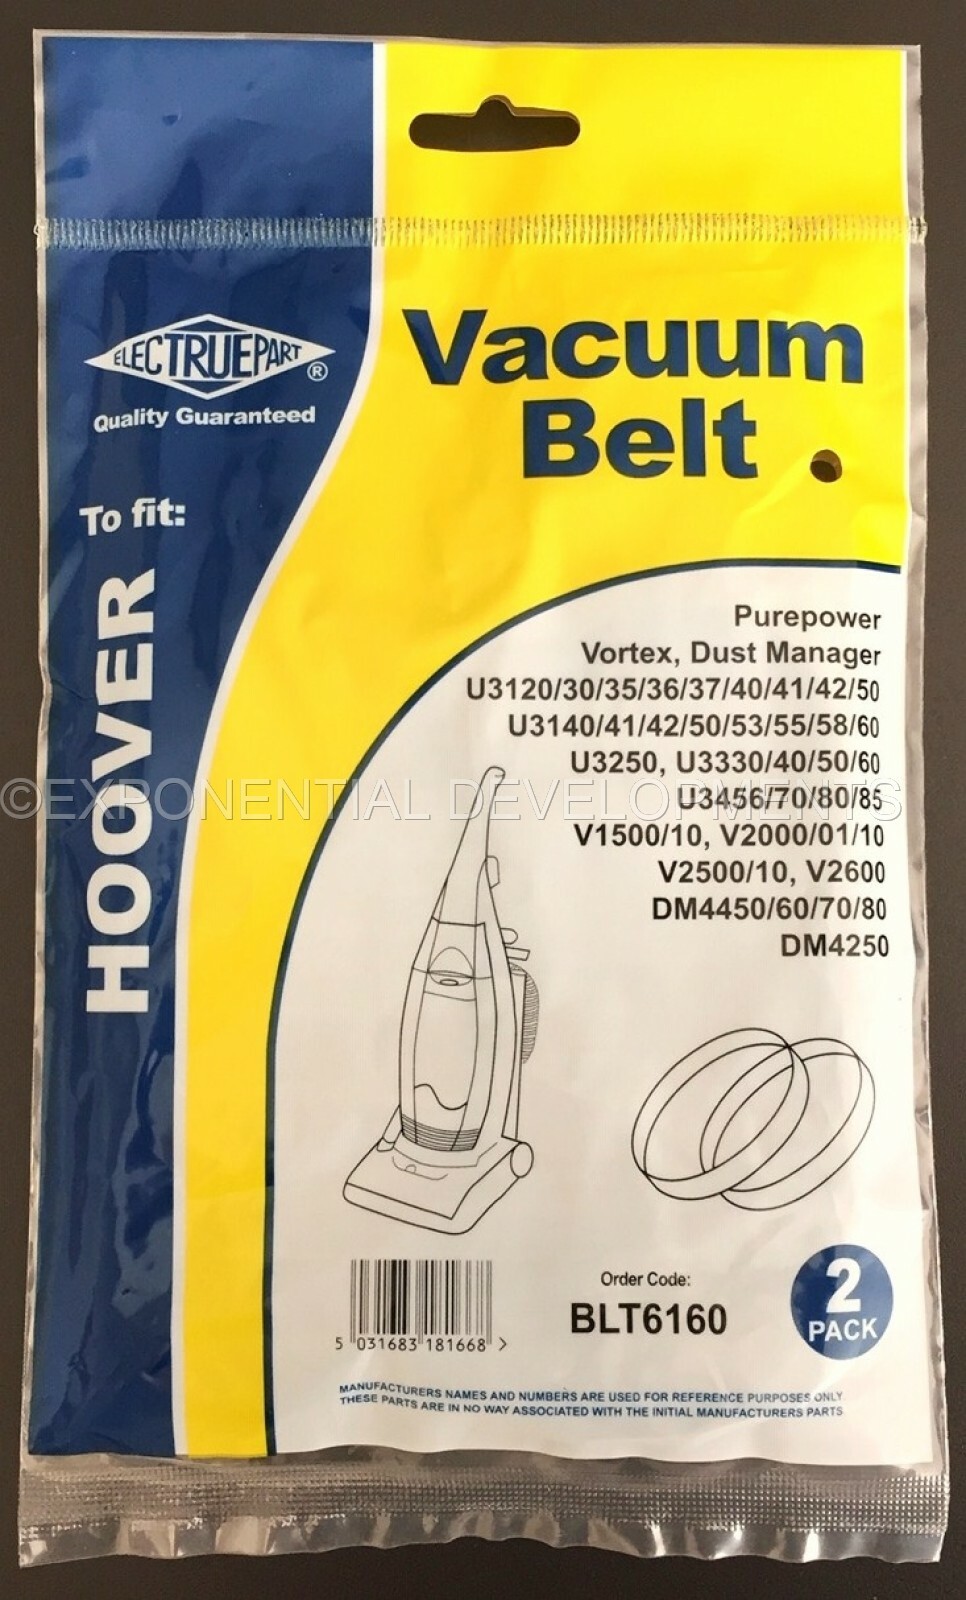 ELECTRUEPART ®
Quality Guaranteed
To fit:
HOOVER
Vacuum
Belt
Purepower
Vortex, Dust Manager
U3120/30/35/36/37/40/41/42/50
U3140/41/42/50/53/55/58/60
U3250, U3330/40/50/60
U3456/70/80/85
©EXPONENTIAL DEVELOPMENTS
V1500/10, V2000/01/10
V2500/10, V2600
DM4450/60/70/80
DM4250
5 031683 181668 >
Order Code:
BLT6160
2
PACK
MANUFACTURERS NAMES AND NUMBERS ARE USED FOR REFERENCE PURPOSES ONLY
THESE PARTS ARE IN NO WAY ASSOCIATED WITH THE INITIAL MANUFACTURERS PARTS